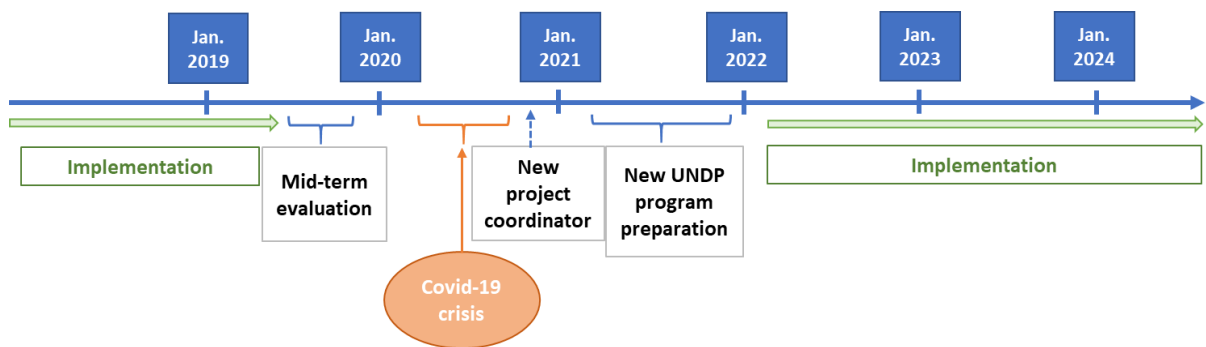 Jan.
2019
Jan.
2020
Jan.
2021
Jan.
2022
Jan.
2023
Jan.
2024
Implementation
Mid-term
evaluation
New
project
coordinator
New UNDP
program
preparation
Implementation
Covid-19
crisis